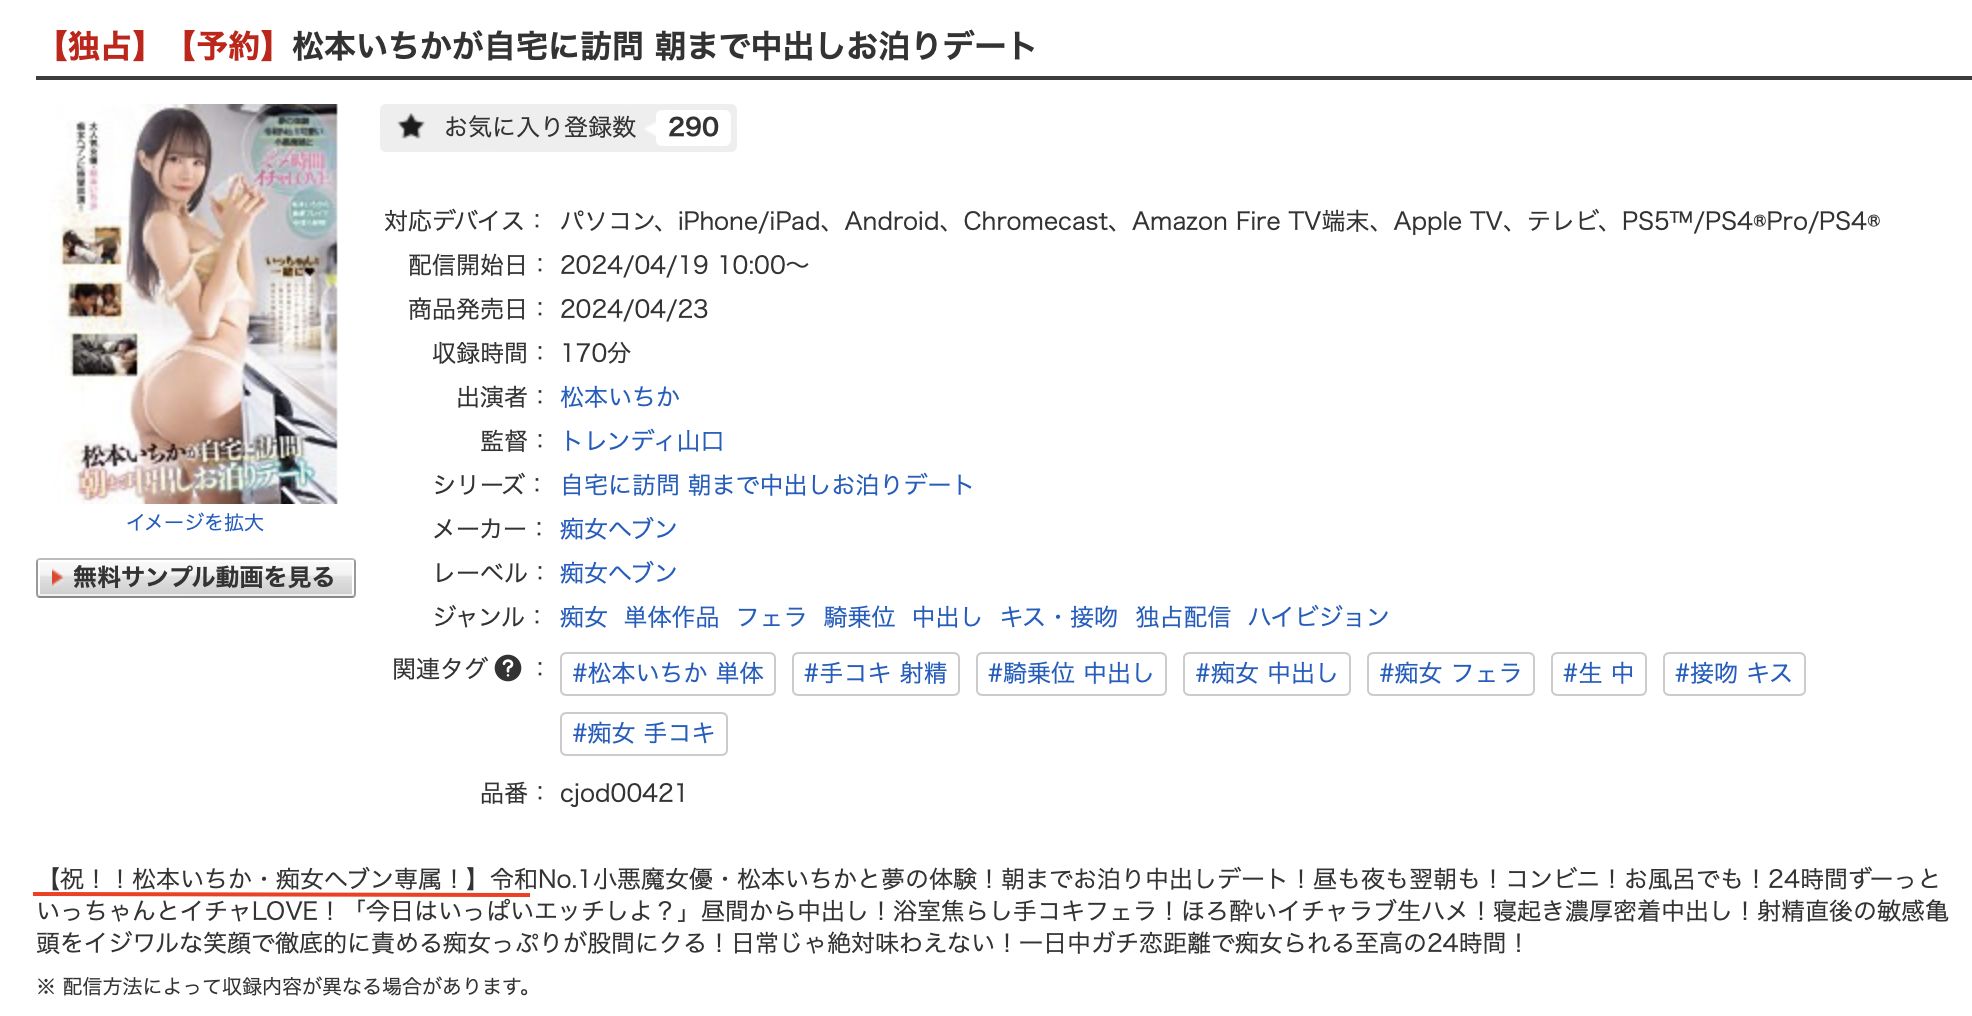 【独占】【予約】松本いちかが自宅に訪問 朝まで中出しお泊りデート
★ お気に入り登録数 290
対応デバイス： パソコン、iPhone/iPad、Android、Chromecast、Amazon Fire TV端末、Apple TV、テレビ、PS5™/PS4®Pro/PS4®
配信開始日： 2024/04/19 10:00〜
商品発売日： 2024/04/23
収録時間： 170分
出演者： 松本いちか
監督： トレンディ山口
シリーズ： 自宅に訪問 朝まで中出しお泊りデート
メーカー： 痴女ヘブン
レーベル： 痴女ヘブン
ジャンル： 痴女 単体作品 フェラ 騎乗位 中出し キス・接吻 独占配信 ハイビジョン
関連タグ ? ： #松本いちか 単体 #手コキ 射精 #騎乗位 中出し #痴女 中出し #痴女 フェラ #生 中 #接吻 キス
#痴女 手コキ
品番： cjod00421
イチャLOVE
いっちゃんと
一緒に♥
松本いちかが自宅に訪問
朝まで中出しお泊りデート
イメージを拡大
無料サンプル動画を見る
【祝！！松本いちか・痴女ヘブン専属！】令和No.1小悪魔女優・松本いちかと夢の体験！朝までお泊り中出しデート！昼も夜も翌朝も！コンビニ！お風呂でも！24時間ずーっと
いっちゃんとイチャLOVE！「今日はいっぱいエッチしよ？」昼間から中出し！浴室焦らし手コキフェラ！ほろ酔いイチャラブ生ハメ！寝起き濃厚密着中出し！射精直後の敏感亀
頭をイジワルな笑顔で徹底的に責める痴女っぷりが股間にクる！日常じゃ絶対味わえない！一日中ガチ恋距離で痴女られる至高の24時間！
※ 配信方法によって収録内容が異なる場合があります。